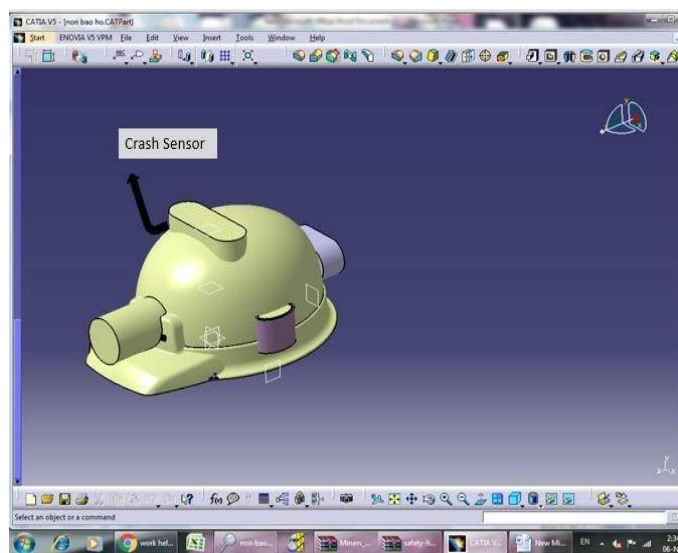 CATIA V5 - [non bao ho.CATPart]
Start ENOVIA V5 VPM File Edit View Insert Tools Window Help
Crash Sensor
Select an object or a command
work hel... non bao... Miners_... safety-h... CATIA V... New Mi... EN